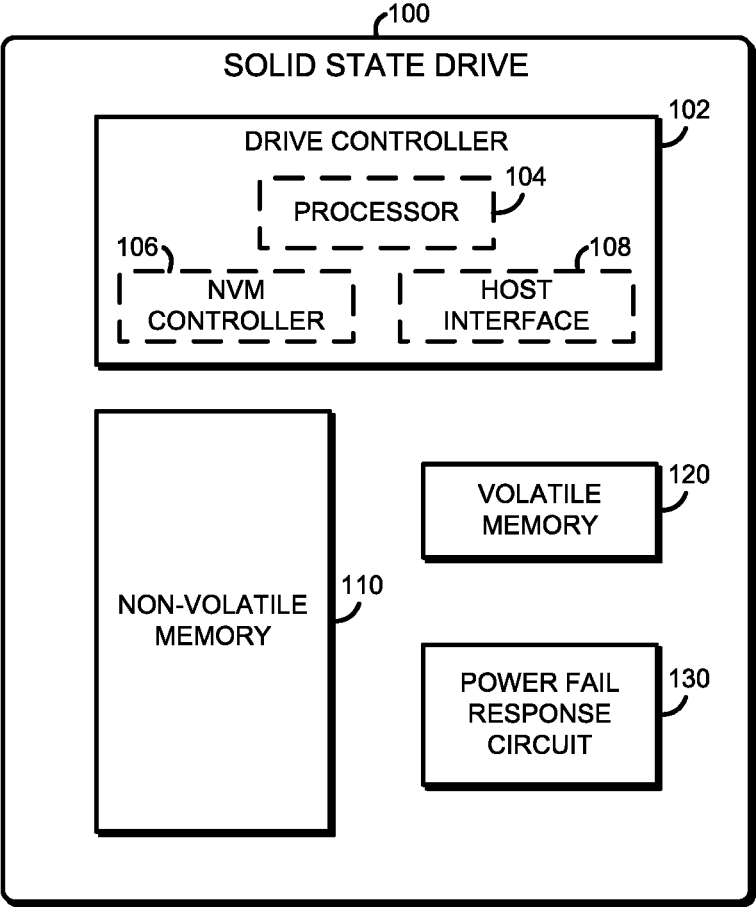 100
SOLID STATE DRIVE
102
DRIVE CONTROLLER
104
PROCESSOR
106
NVM
CONTROLLER
108
HOST
INTERFACE
110
NON-VOLATILE
MEMORY
120
VOLATILE
MEMORY
130
POWER FAIL
RESPONSE
CIRCUIT